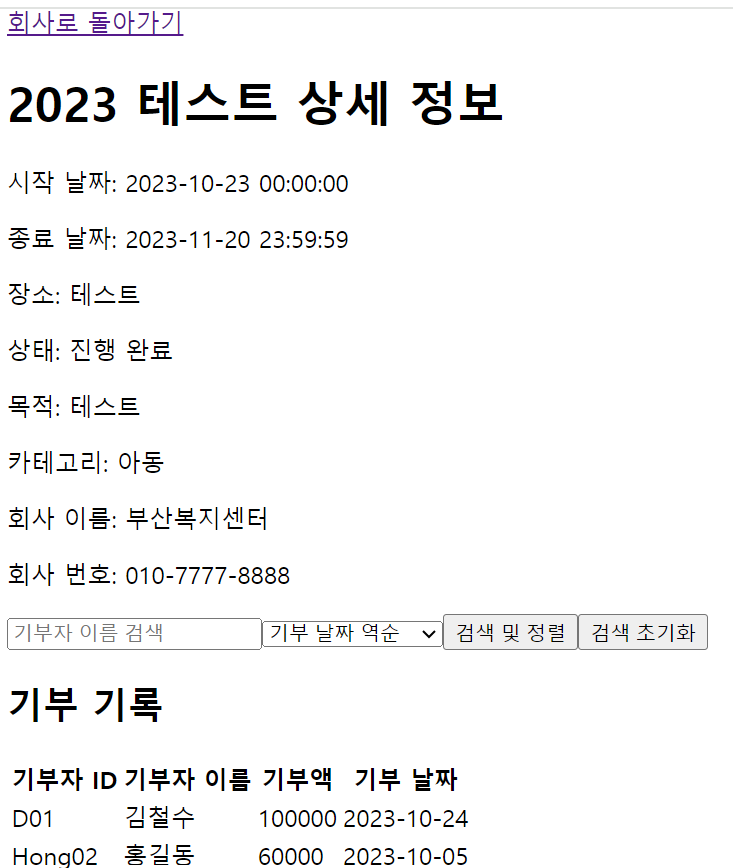 회사로 돌아가기
2023 테스트 상세 정보
시작 날짜: 2023-10-23 00:00:00
종료 날짜: 2023-11-20 23:59:59
장소: 테스트
상태: 진행 완료
목적: 테스트
카테고리: 아동
회사 이름: 부산복지센터
회사 번호: 010-7777-8888
기부자 이름 검색 기부 날짜 역순 검색 및 정렬 검색 초기화
기부 기록
기부자 ID 기부자 이름 기부액 기부 날짜
D01 김철수 100000 2023-10-24
Hong02 홍길동 60000 2023-10-05